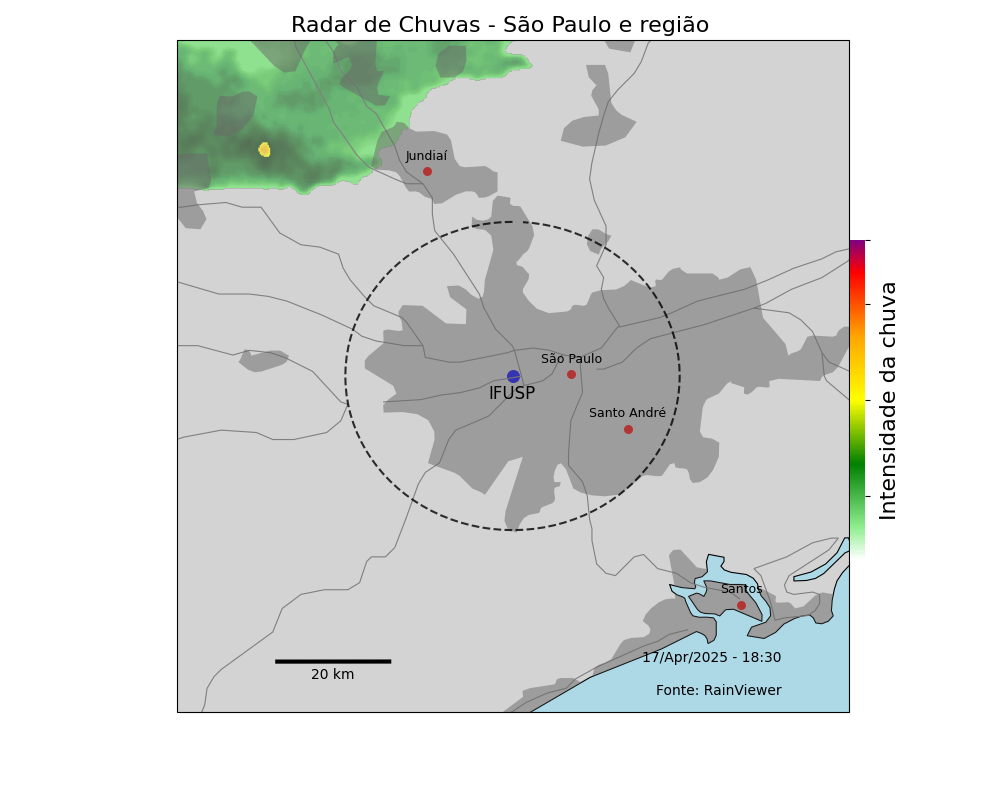 Radar de Chuvas - São Paulo e região
Jundiaí
São Paulo
IFUSP
Santo André
Intensidade da chuva
Santos
17/Apr/2025 - 18:30
20 km
Fonte: RainViewer